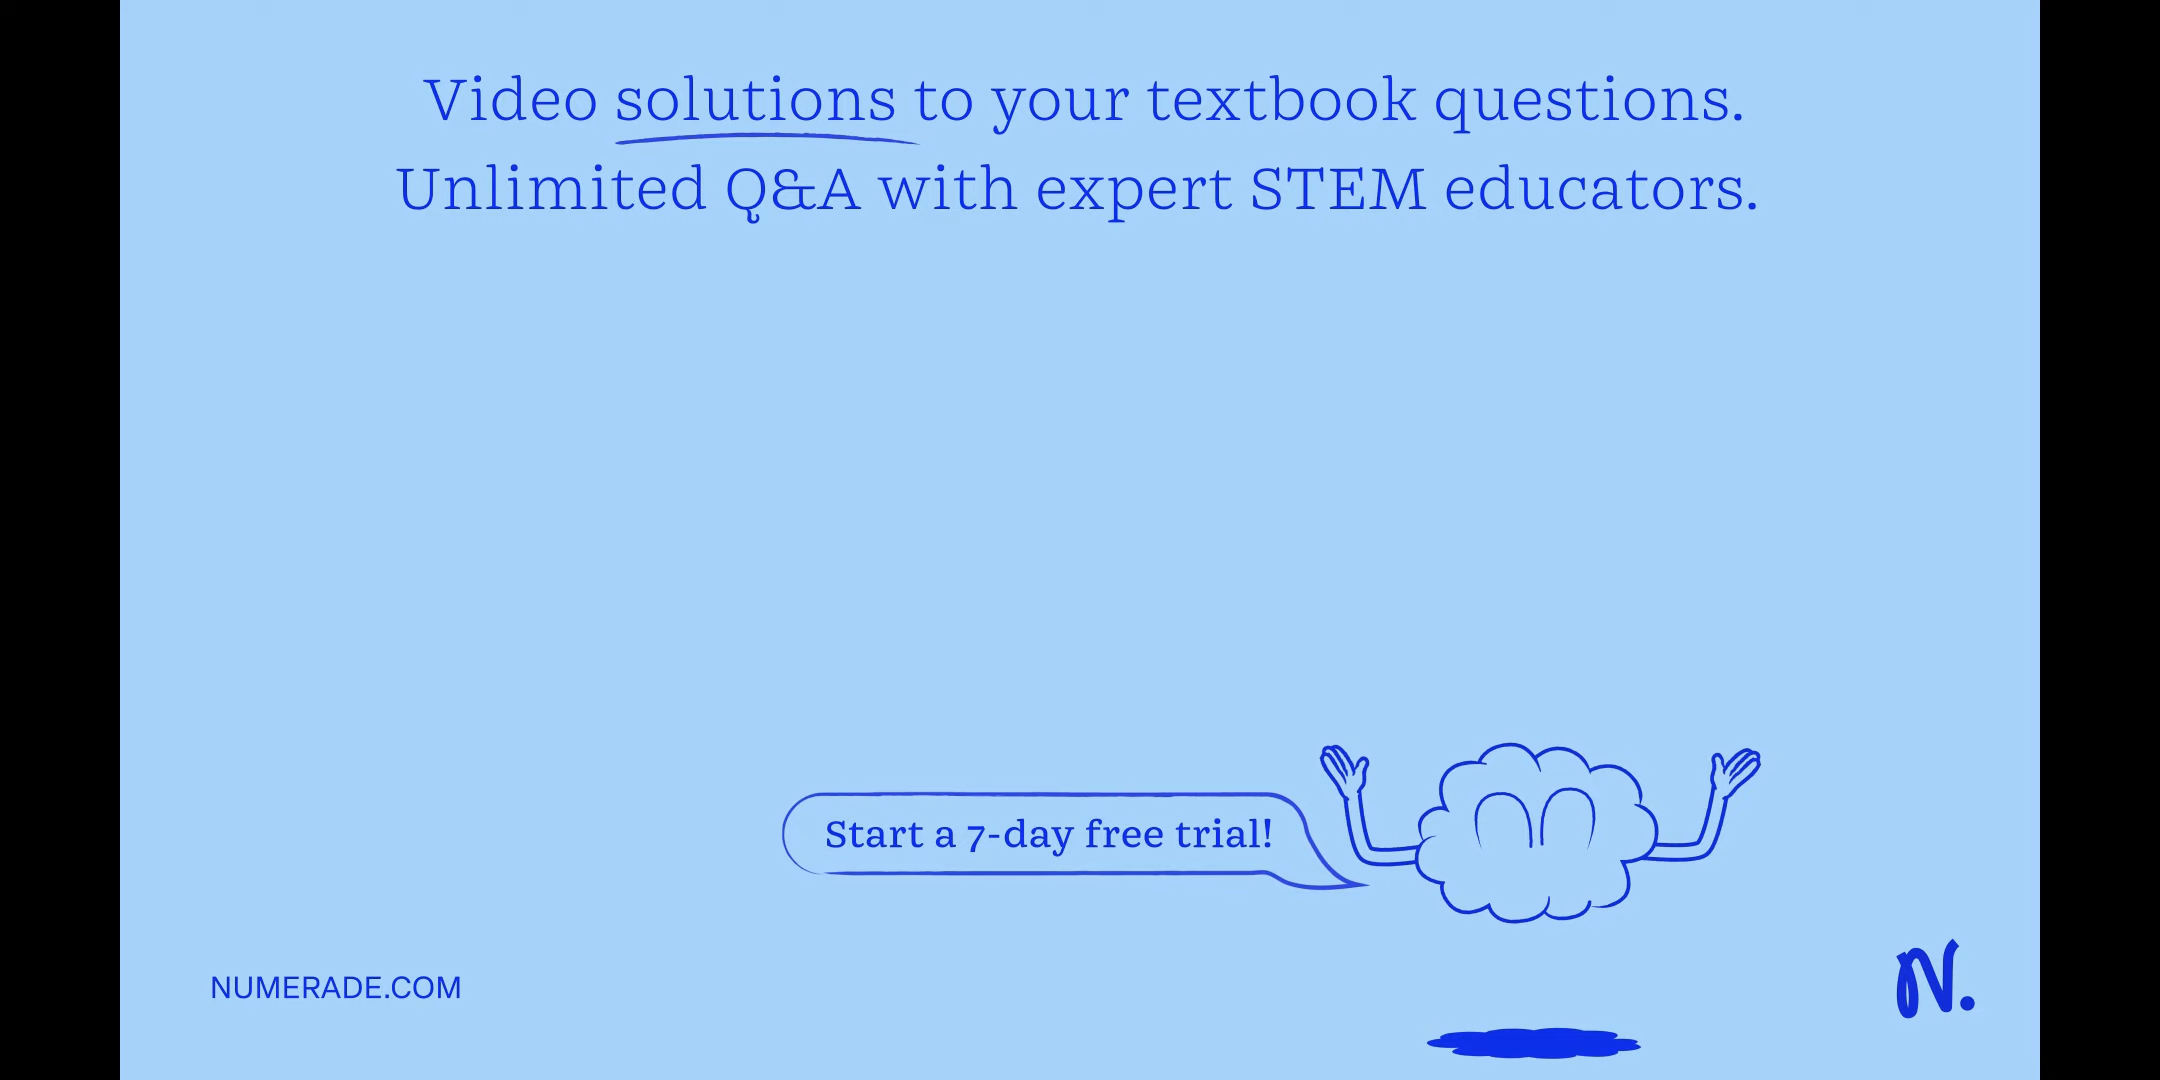 Video solutions to your textbook questions.
Unlimited Q&A with expert STEM educators.
Start a 7-day free trial!
NUMERADE.COM
N.